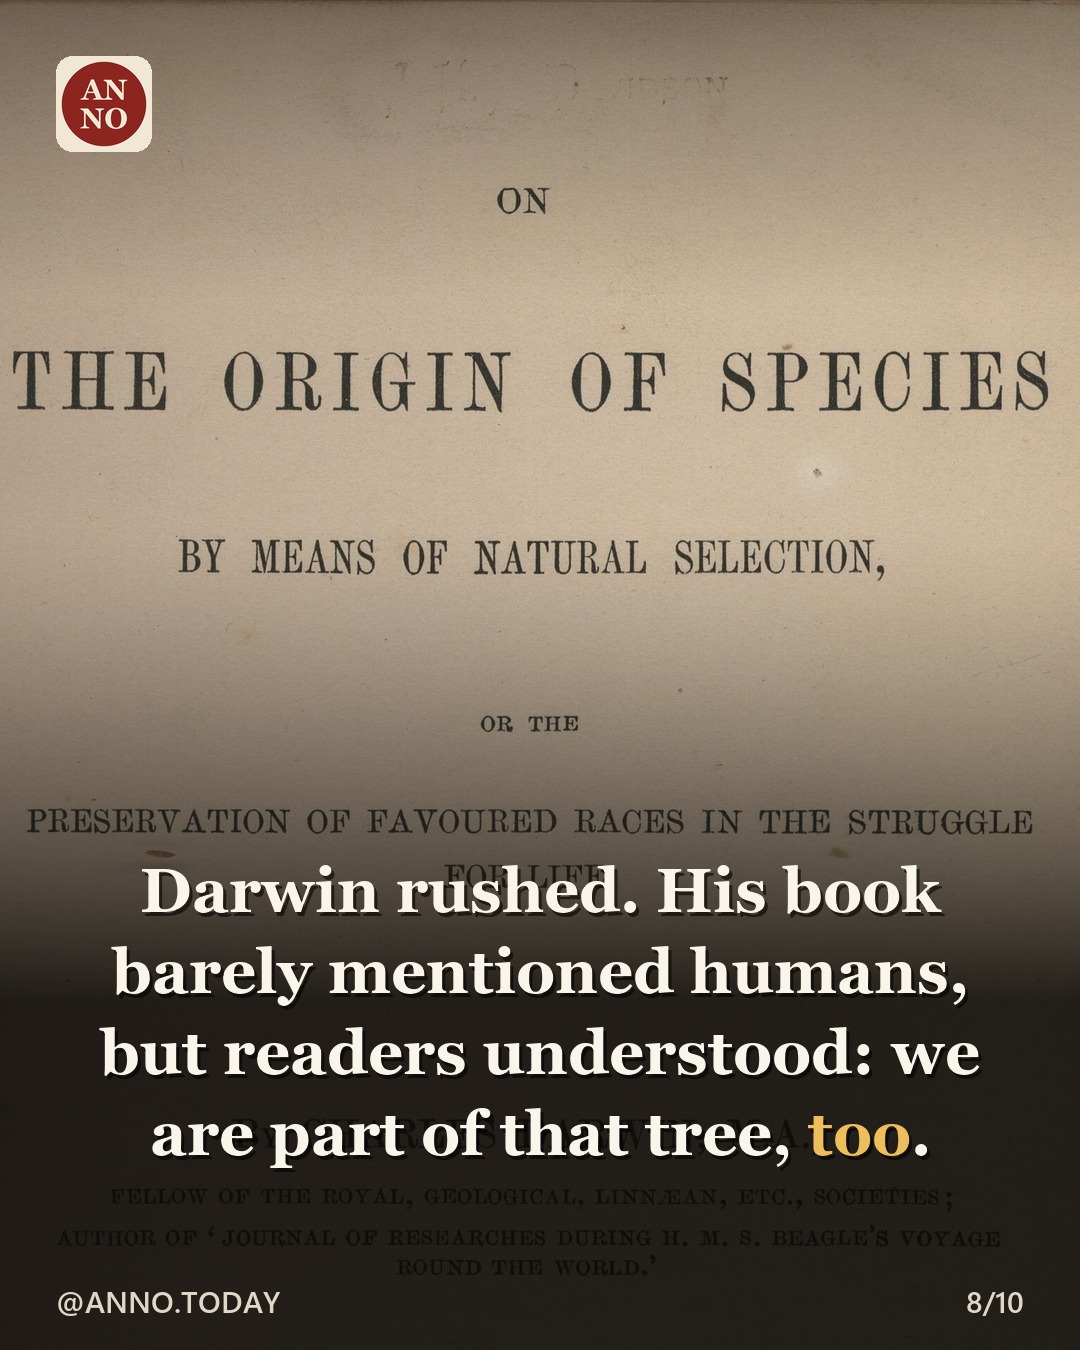 AN
NO
ON
THE ORIGIN OF SPECIES
BY MEANS OF NATURAL SELECTION,
OR THE
PRESERVATION OF FAVOURED RACES IN THE STRUGGLE
FOR LIFE
Darwin rushed. His book
barely mentioned humans,
but readers understood: we
are part of that tree, too.
FELLOW OF THE ROYAL, GEOLOGICAL, LINNÆAN, ETC., SOCIETIES;
AUTHOR OF ‘JOURNAL OF RESEARCHES DURING H. M. S. BEAGLE’S VOYAGE
ROUND THE WORLD.’
@ANNO.TODAY
8/10